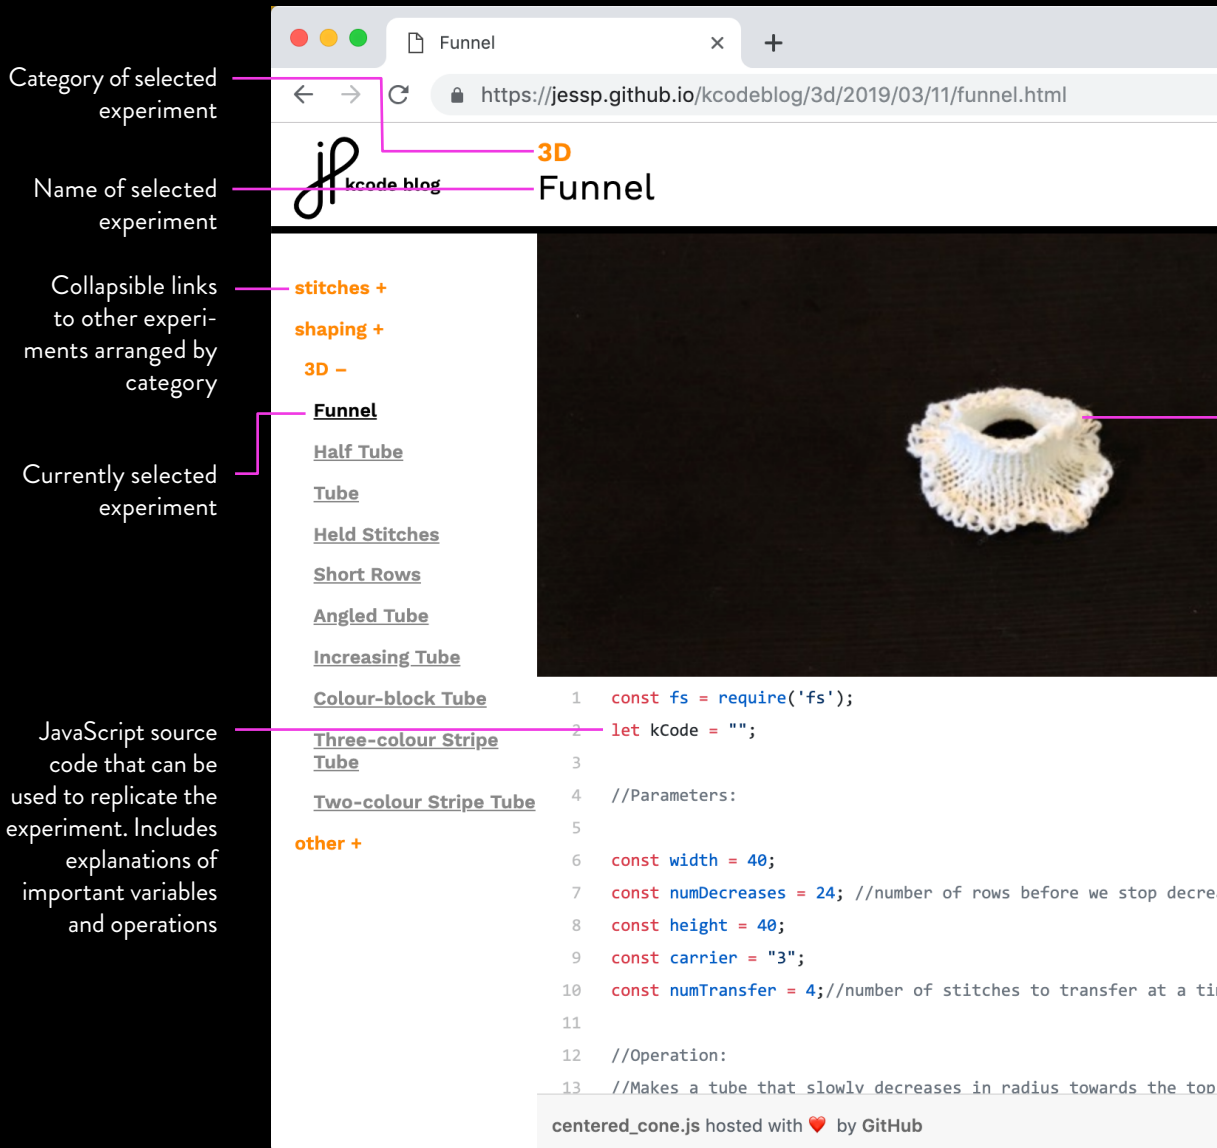 Funnel
https://jessp.github.io/kcodeblog/3d/2019/03/11/funnel.html
Category of selected
experiment
Name of selected
experiment
Collapsible links
to other experi-
ments arranged by
category
Currently selected
experiment
JavaScript source
code that can be
used to replicate the
experiment. Includes
explanations of
important variables
and operations
jp
kcode blog
3D
Funnel
stitches +
shaping +
3D –
Funnel
Half Tube
Tube
Held Stitches
Short Rows
Angled Tube
Increasing Tube
Colour-block Tube
Three-colour Stripe
Tube
Two-colour Stripe Tube
other +
1 const fs = require('fs');
2 let kCode = "";
3
4 //Parameters:
5
6 const width = 40;
7 const numDecreases = 24; //number of rows before we stop
8 const height = 40;
9 const carrier = "3";
10 const numTransfer = 4;//number of stitches to transfer at a
11
12 //Operation:
13 //Makes a tube that slowly decreases in radius towards the top
centered_cone.js hosted with ❤ by GitHub